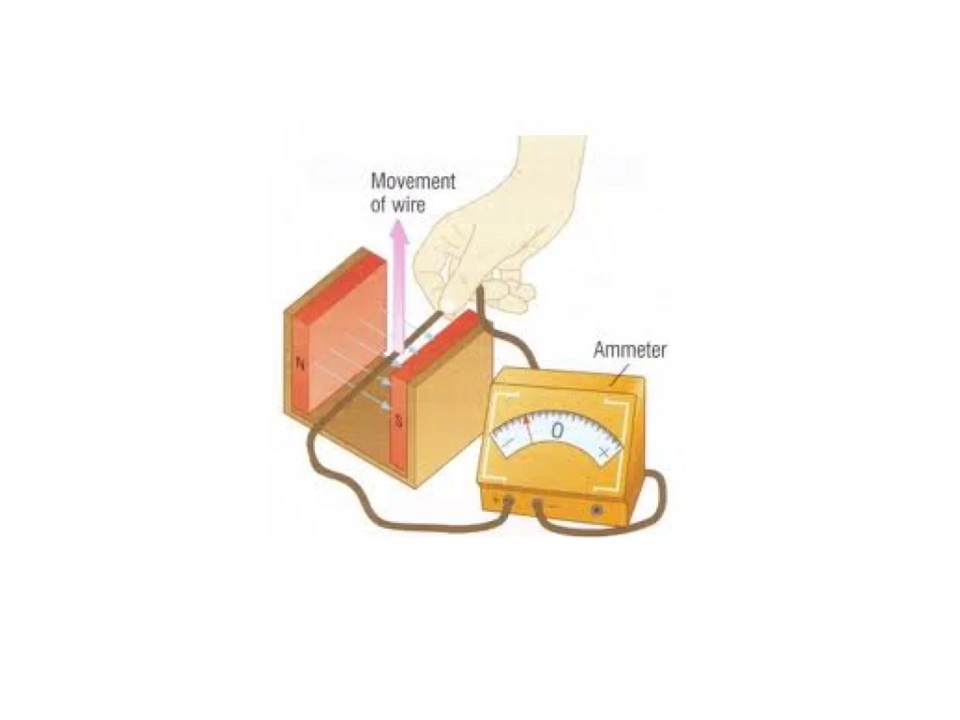 Movement
of wire
Ammeter
N
S
− 0 +
+ −